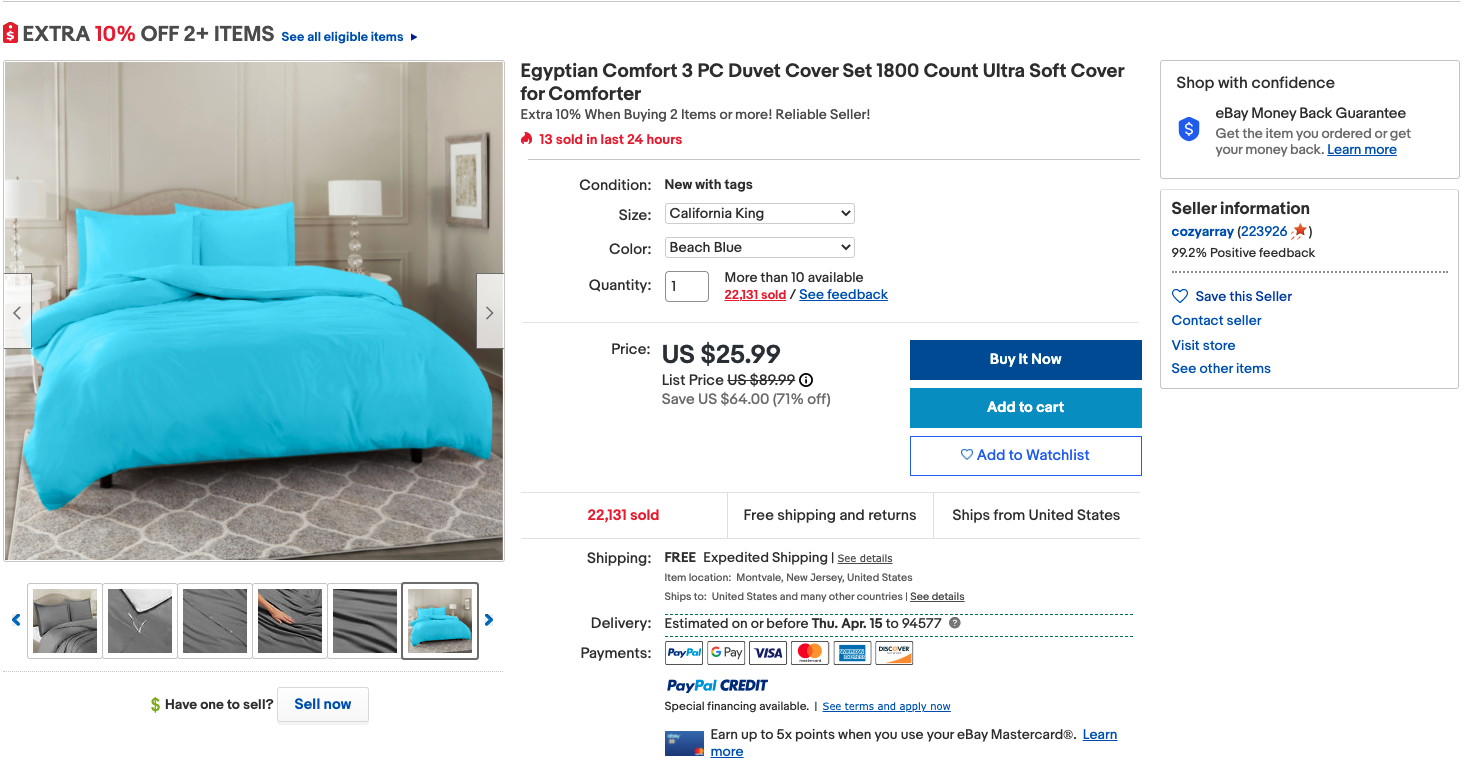 EXTRA 10% OFF 2+ ITEMS See all eligible items
Egyptian Comfort 3 PC Duvet Cover Set 1800 Count Ultra Soft Cover
for Comforter
Extra 10% When Buying 2 Items or more! Reliable Seller!
13 sold in last 24 hours
Condition: New with tags
Size: California King
Color: Beach Blue
Quantity: 1
More than 10 available
22,131 sold / See feedback
Price: US $25.99
List Price US $89.99
Save US $64.00 (71% off)
Buy It Now
Add to cart
Add to Watchlist
22,131 sold
Free shipping and returns
Ships from United States
Shipping: FREE Expedited Shipping | See details
Item location: Montvale, New Jersey, United States
Ships to: United States and many other countries | See details
Delivery: Estimated on or before Thu. Apr. 15 to 94577
Payments: PayPal G Pay VISA mastercard AMERICAN EXPRESS DISCOVER
PayPal CREDIT
Special financing available. | See terms and apply now
Earn up to 5x points when you use your eBay Mastercard®. Learn
more
$ Have one to sell? Sell now
Shop with confidence
eBay Money Back Guarantee
Get the item you ordered or get
your money back. Learn more
Seller information
cozyarray (223926)
99.2% Positive feedback
Save this Seller
Contact seller
Visit store
See other items